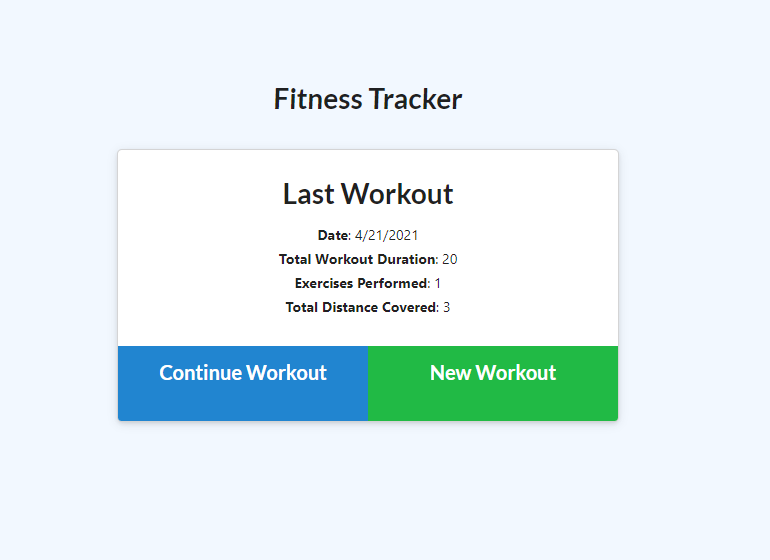 Fitness Tracker
Last Workout
Date: 4/21/2021
Total Workout Duration: 20
Exercises Performed: 1
Total Distance Covered: 3
Continue Workout
New Workout